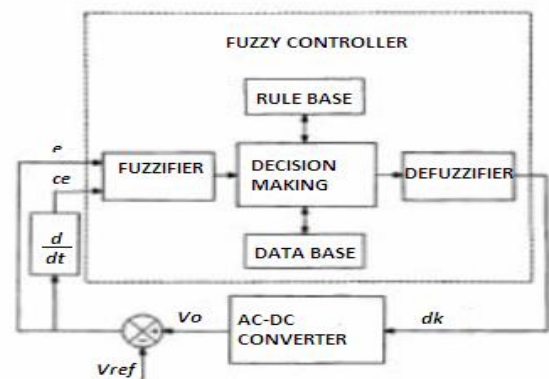 FUZZY CONTROLLER
RULE BASE
e
ce
FUZZIFIER
DECISION
MAKING
DEFUZZIFIER
d
dt
DATA BASE
Vo
AC-DC
CONVERTER
dk
Vref